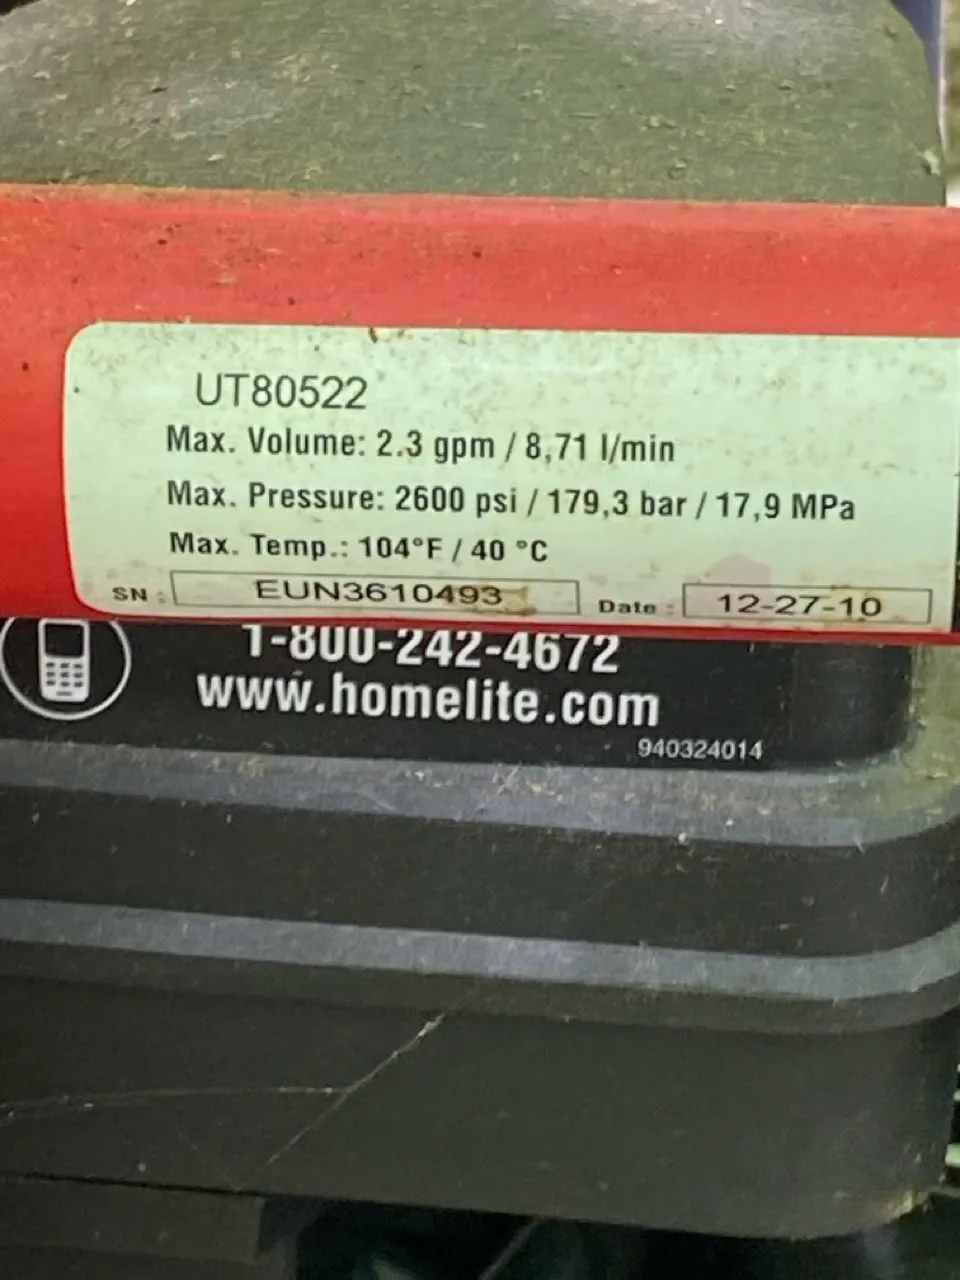 UT80522
Max. Volume: 2.3 gpm / 8,71 l/min
Max. Pressure: 2600 psi / 179,3 bar / 17,9 MPa
Max. Temp.: 104°F / 40 °C
SN : EUN3610493 Date : 12-27-10
1-800-242-4672
www.homelite.com
940324014